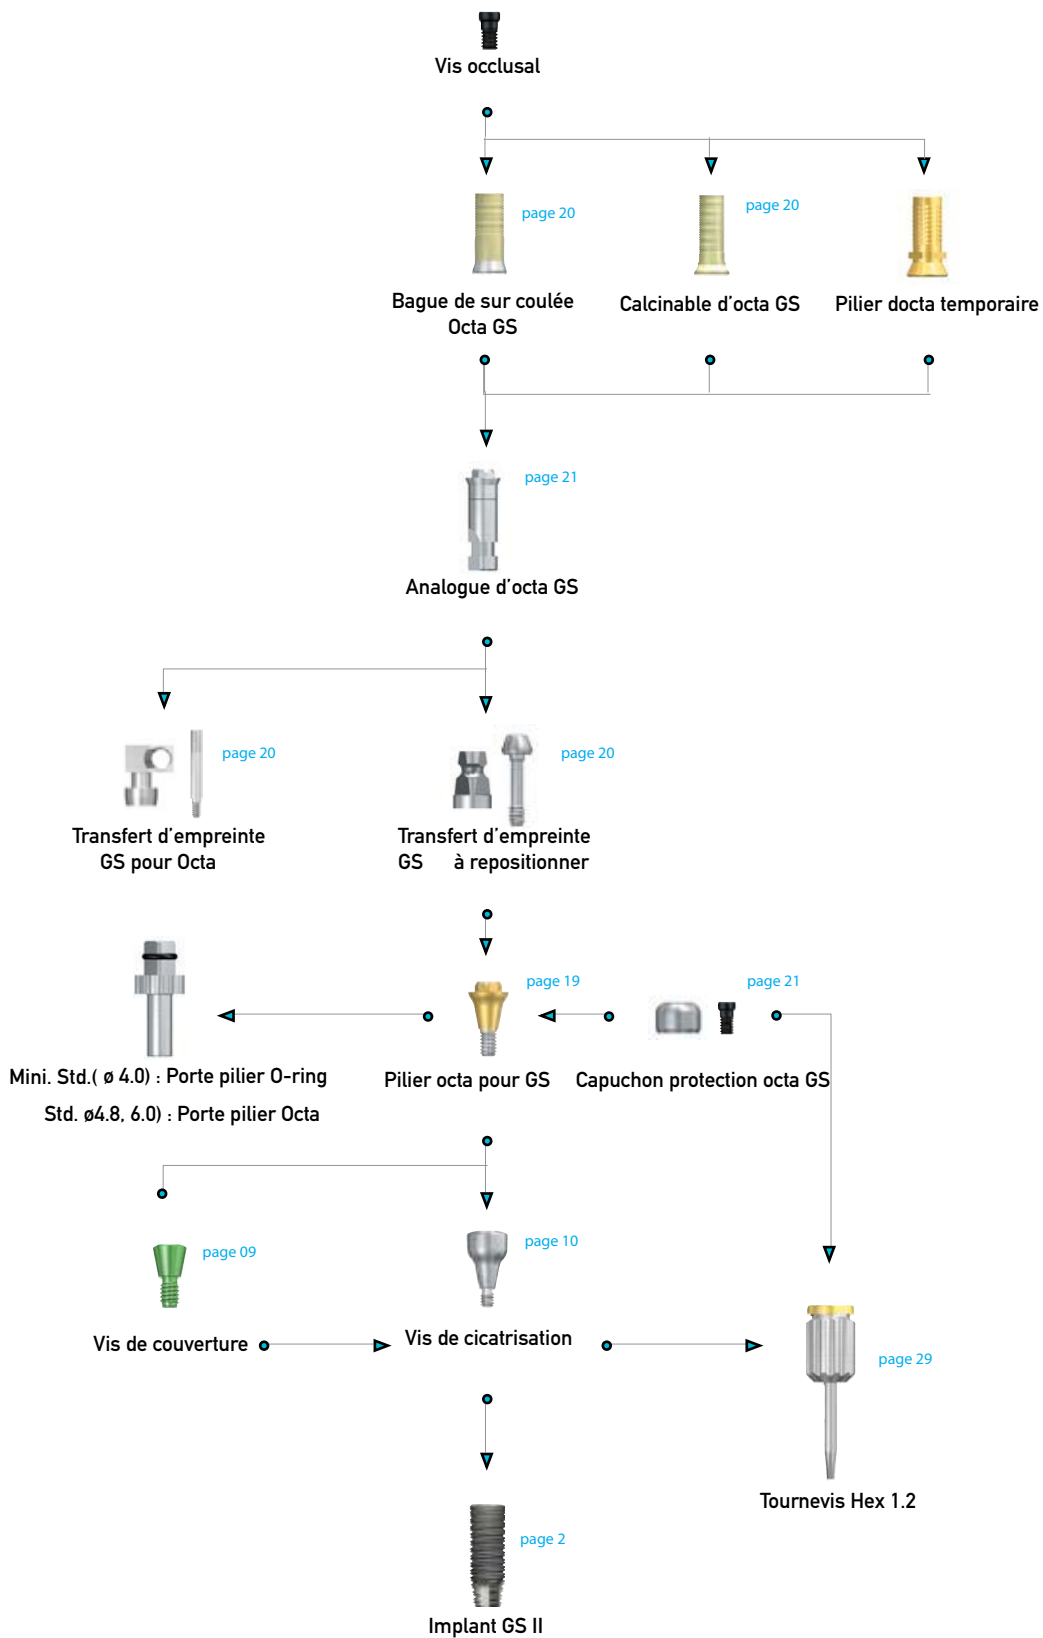 Vis occlusal
page 20
page 20
Bague de sur coulée
Octa GS
Calcinable d'octa GS
Pilier docta temporaire
page 21
Analogue d'octa GS
page 20
page 20
Transfert d'empreinte
GS pour Octa
Transfert d'empreinte
GS à repositionner
page 19
page 21
Mini. Std.( ø 4.0) : Porte pilier O-ring
Std. ø4.8, 6.0) : Porte pilier Octa
Pilier octa pour GS
Capuchon protection octa GS
page 09
page 10
Vis de couverture
Vis de cicatrisation
page 29
Tournevis Hex 1.2
page 2
Implant GS II